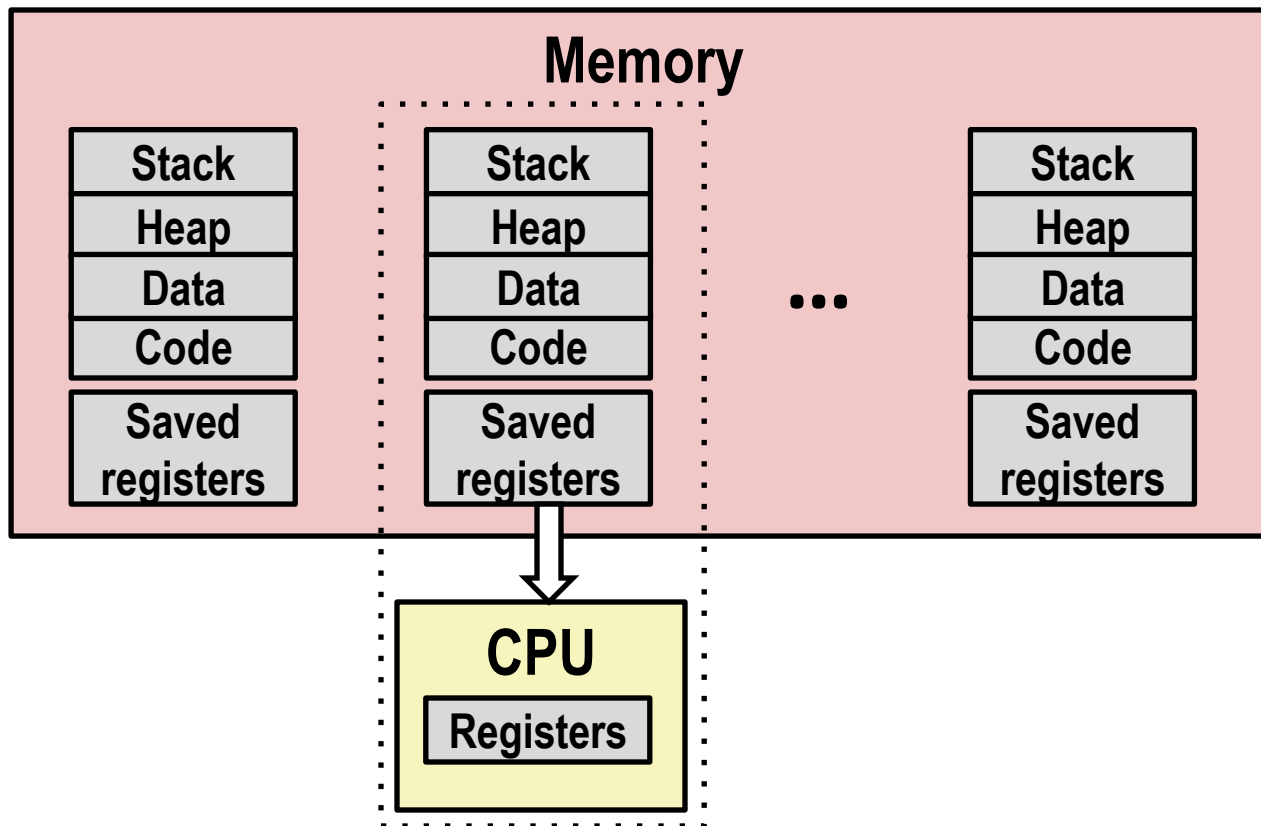 Memory
Stack
Heap
Data
Code
Saved
registers
Stack
Heap
Data
Code
Saved
registers
...
Stack
Heap
Data
Code
Saved
registers
CPU
Registers